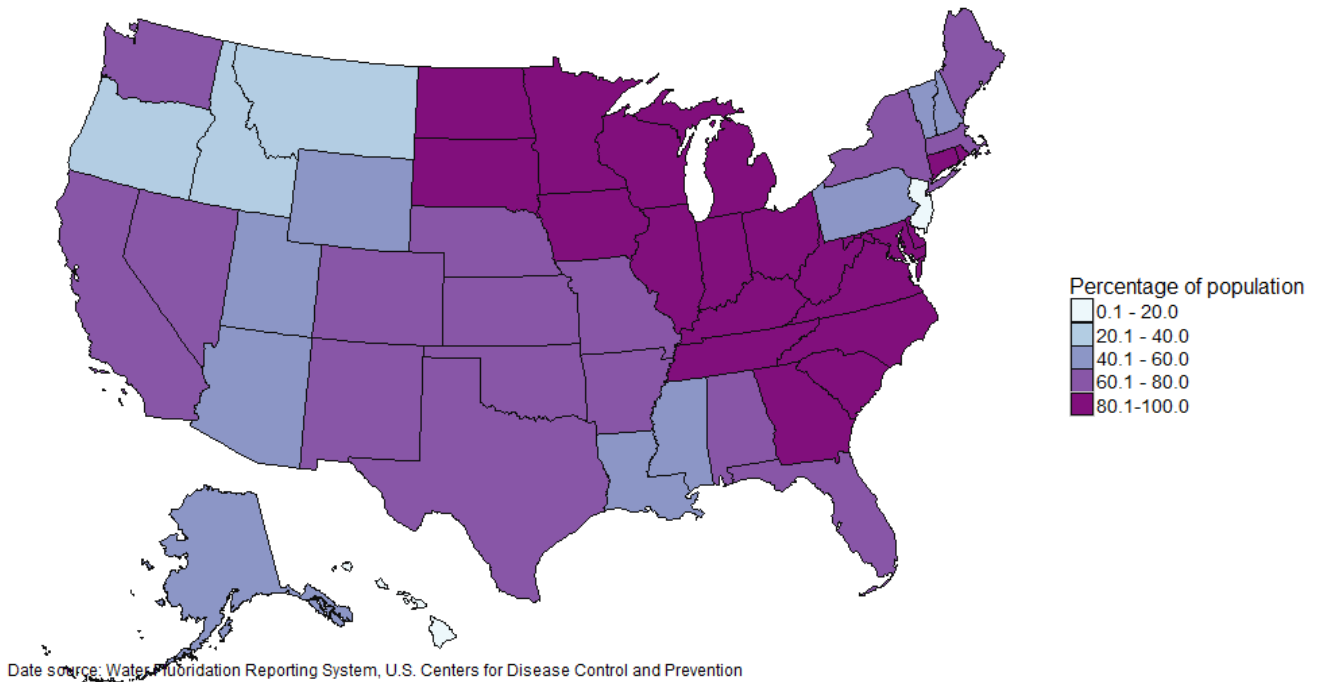 Percentage of population
0.1 - 20.0
20.1 - 40.0
40.1 - 60.0
60.1 - 80.0
80.1-100.0
Date source: Water Fluoridation Reporting System, U.S. Centers for Disease Control and Prevention